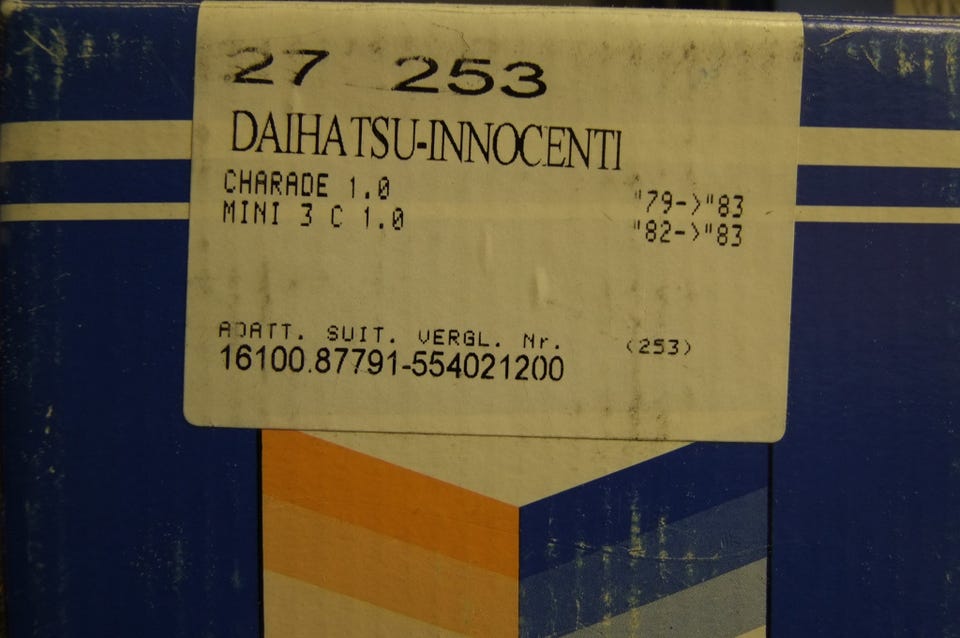 27 253
DAIHATSU-INNOCENTI
CHARADE 1.0 "79->"83
MINI 3 C 1.0 "82->"83
ADATT. SUIT. VERGL. Nr. (253)
16100.87791-554021200